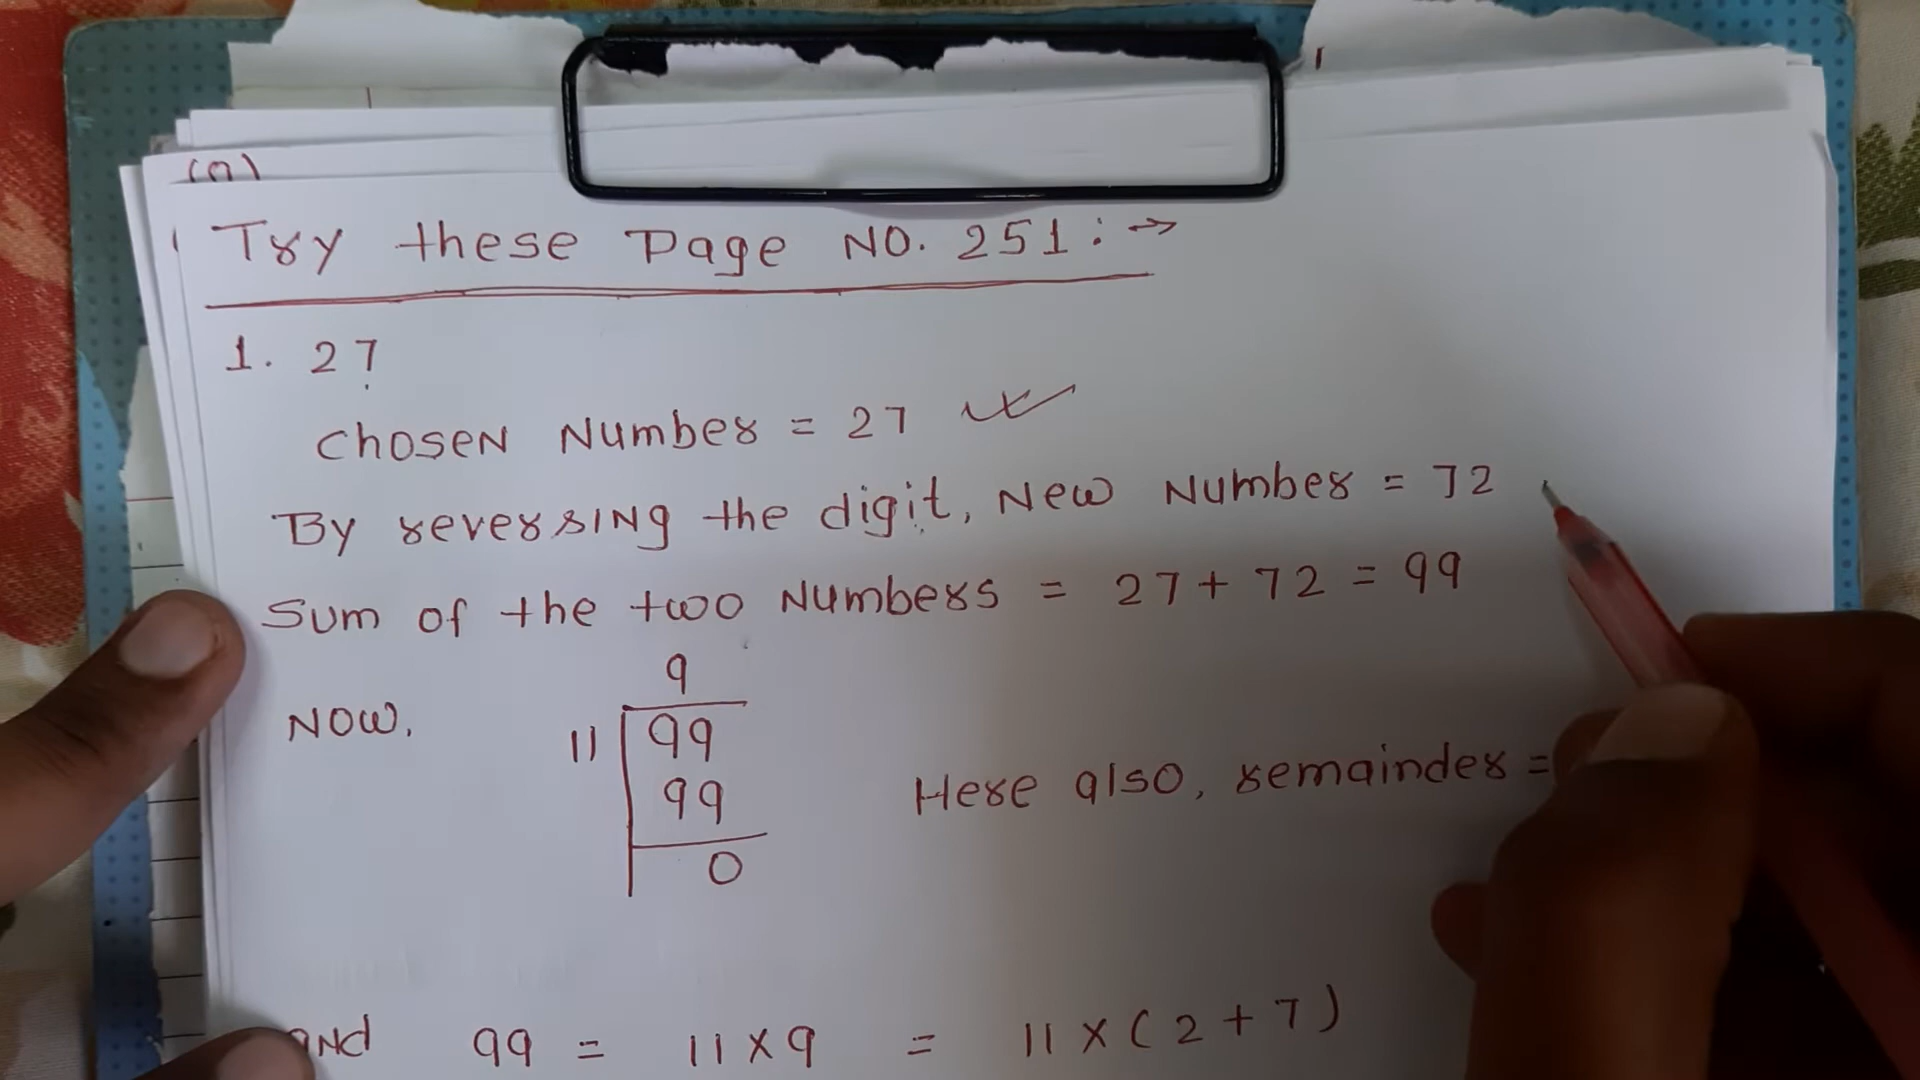 (n)
Try these Page NO. 251:→
1. 27
Chosen Number = 27
By reversing the digit, New Number = 72
Sum of the two Numbers = 27 + 72 = 99
Now,
9
11 99
99
0
Here also, remainder =
and 99 = 11 × 9 = 11 × (2 + 7)